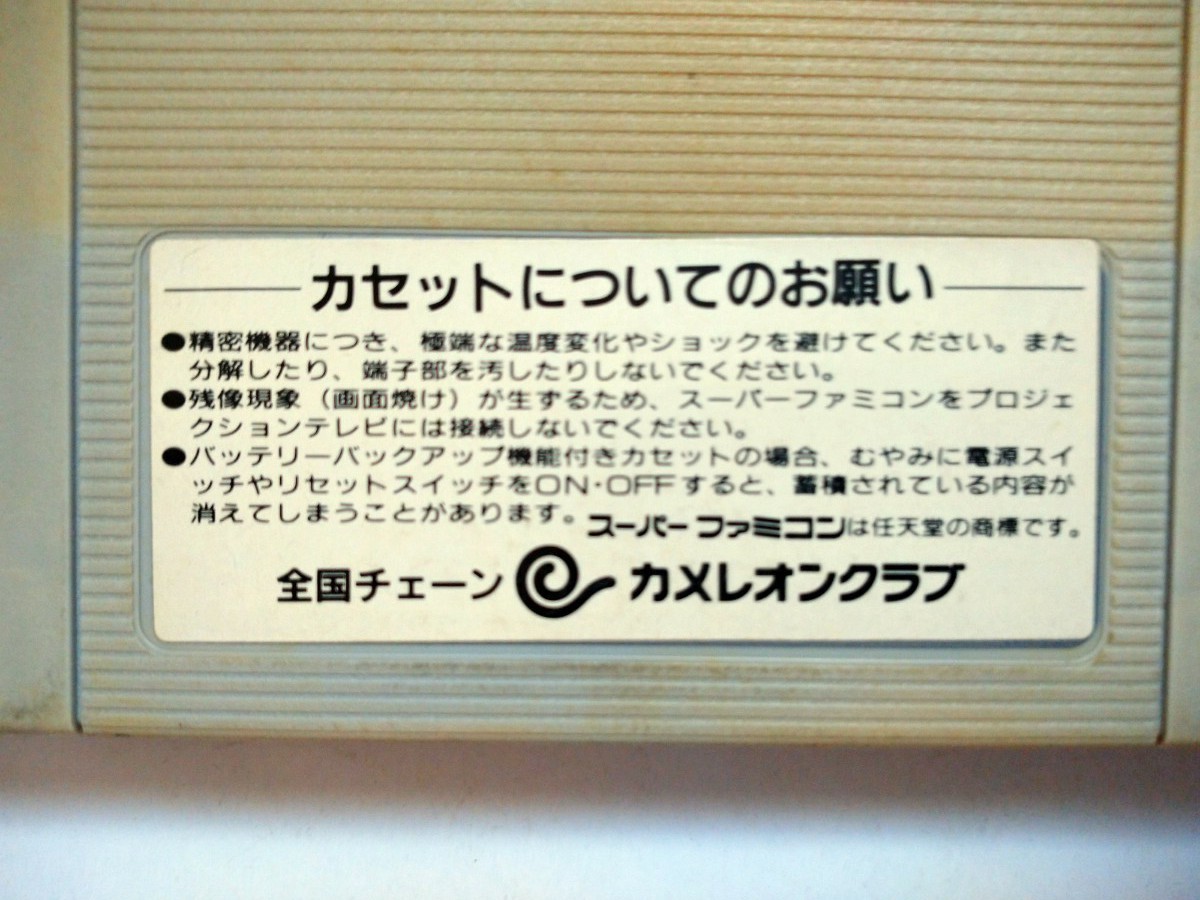 カセットについてのお願い
●精密機器につき、極端な温度変化やショックを避けてください。また
分解したり、端子部を汚したりしないでください。
●残像現象（画面焼け）が生ずるため、スーパーファミコンをプロジェ
クションテレビには接続しないでください。
●バッテリーバックアップ機能付きカセットの場合、むやみに電源スイ
ッチやリセットスイッチをON・OFFすると、蓄積されている内容が
消えてしまうことがあります。
スーパーファミコンは任天堂の商標です。
全国チェーン カメレオンクラブ